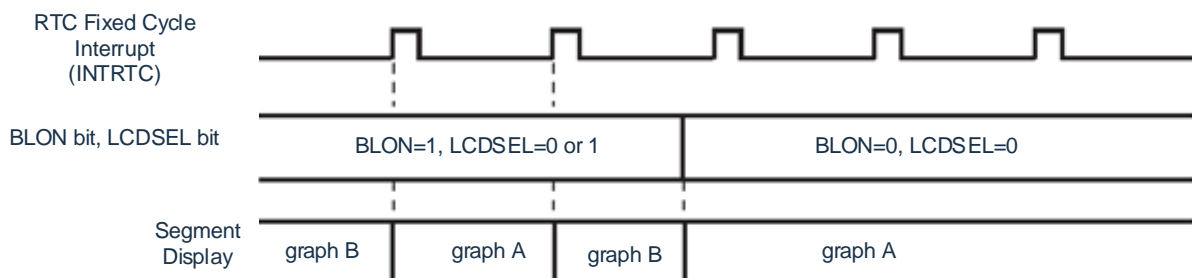 RTC Fixed Cycle
Interrupt
(INTRTC)
BLON bit, LCDSEL bit
BLON=1, LCDSEL=0 or 1
BLON=0, LCDSEL=0
Segment
Display
graph B
graph A
graph B
graph A